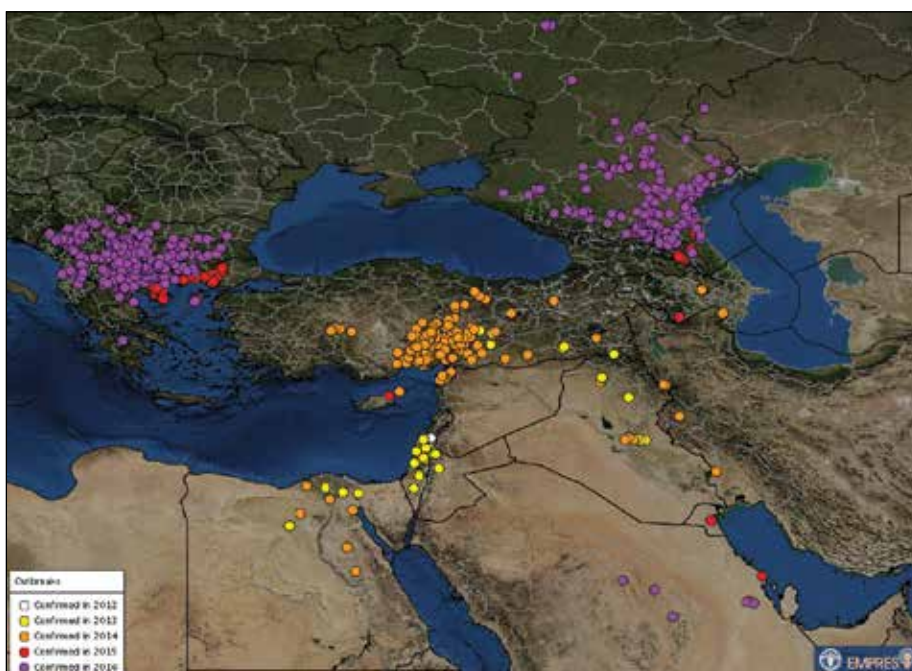 Outbreaks
Confirmed in 2012
Confirmed in 2013
Confirmed in 2014
Confirmed in 2015
Confirmed in 2016
EMPRES